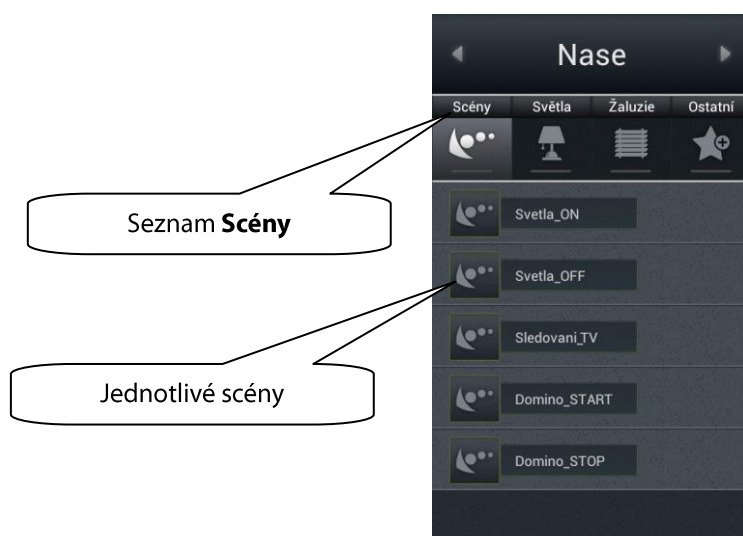 Nase
Scény Světla Žaluzie Ostatní
Seznam Scény
Svetla_ON
Svetla_OFF
Sledovani_TV
Jednotlivé scény
Domino_START
Domino_STOP